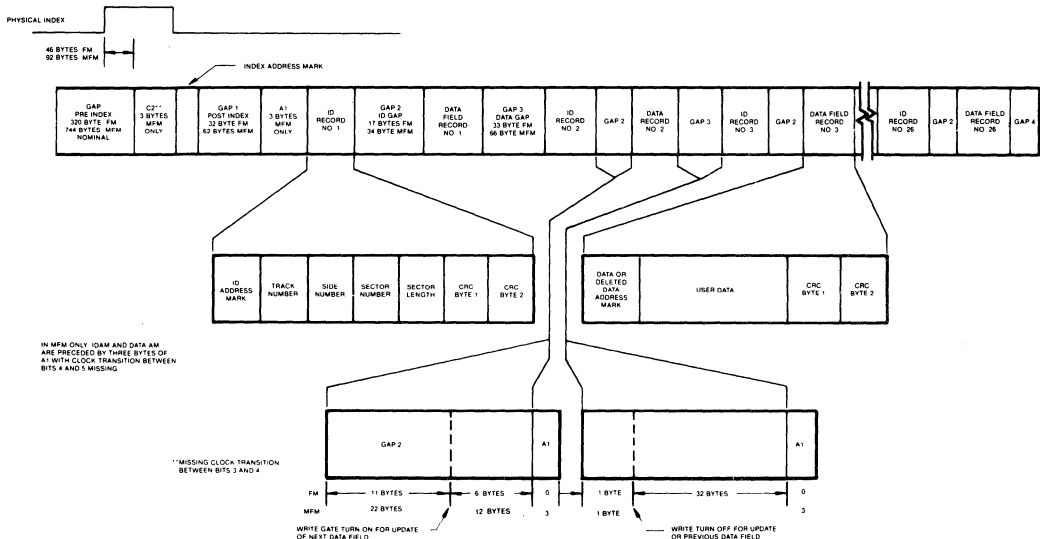 PHYSICAL INDEX
46 BYTES FM
92 BYTES MFM
INDEX ADDRESS MARK
GAP
PRE INDEX
320 BYTE FM
744 BYTES MFM
NOMINAL
C2**
3 BYTES
MFM
ONLY
GAP 1
POST INDEX
32 BYTE FM
62 BYTES MFM
A1
3 BYTES
MFM
ONLY
ID
RECORD
NO 1
GAP 2
ID GAP
17 BYTES FM
34 BYTE MFM
DATA
FIELD
RECORD
NO 1
GAP 3
DATA GAP
33 BYTE FM
66 BYTE MFM
ID
RECORD
NO 2
GAP 2
DATA
RECORD
NO 2
GAP 3
ID
RECORD
NO 3
GAP 2
DATA FIELD
RECORD
NO 3
ID
RECORD
NO 26
GAP 2
DATA FIELD
RECORD
NO 26
GAP 4
ID
ADDRESS
MARK
TRACK
NUMBER
SIDE
NUMBER
SECTOR
NUMBER
SECTOR
LENGTH
CRC
BYTE 1
CRC
BYTE 2
DATA OR
DELETED
DATA
ADDRESS
MARK
USER DATA
CRC
BYTE 1
CRC
BYTE 2
IN MFM ONLY IDAM AND DATA AM
ARE PRECEDED BY THREE BYTES OF
A1 WITH CLOCK TRANSITION BETWEEN
BITS 4 AND 5 MISSING
GAP 2
A1
A1
**MISSING CLOCK TRANSITION
BETWEEN BITS 3 AND 4
FM 11 BYTES 6 BYTES 0 1 BYTE 32 BYTES 0
MFM 22 BYTES 12 BYTES 3 1 BYTE 3
WRITE GATE TURN ON FOR UPDATE
OF NEXT DATA FIELD
WRITE TURN OFF FOR UPDATE
OR PREVIOUS DATA FIELD